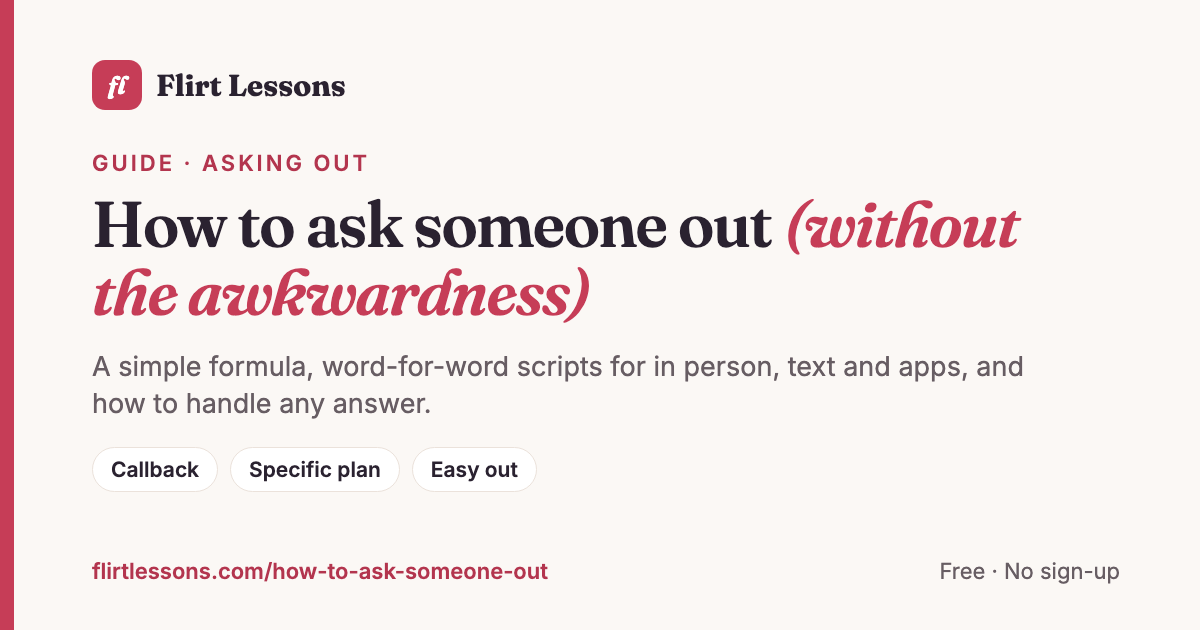 fl Flirt Lessons
GUIDE · ASKING OUT
How to ask someone out (without
the awkwardness)
A simple formula, word-for-word scripts for in person, text and apps, and
how to handle any answer.
Callback Specific plan Easy out
flirtlessons.com/how-to-ask-someone-out Free · No sign-up